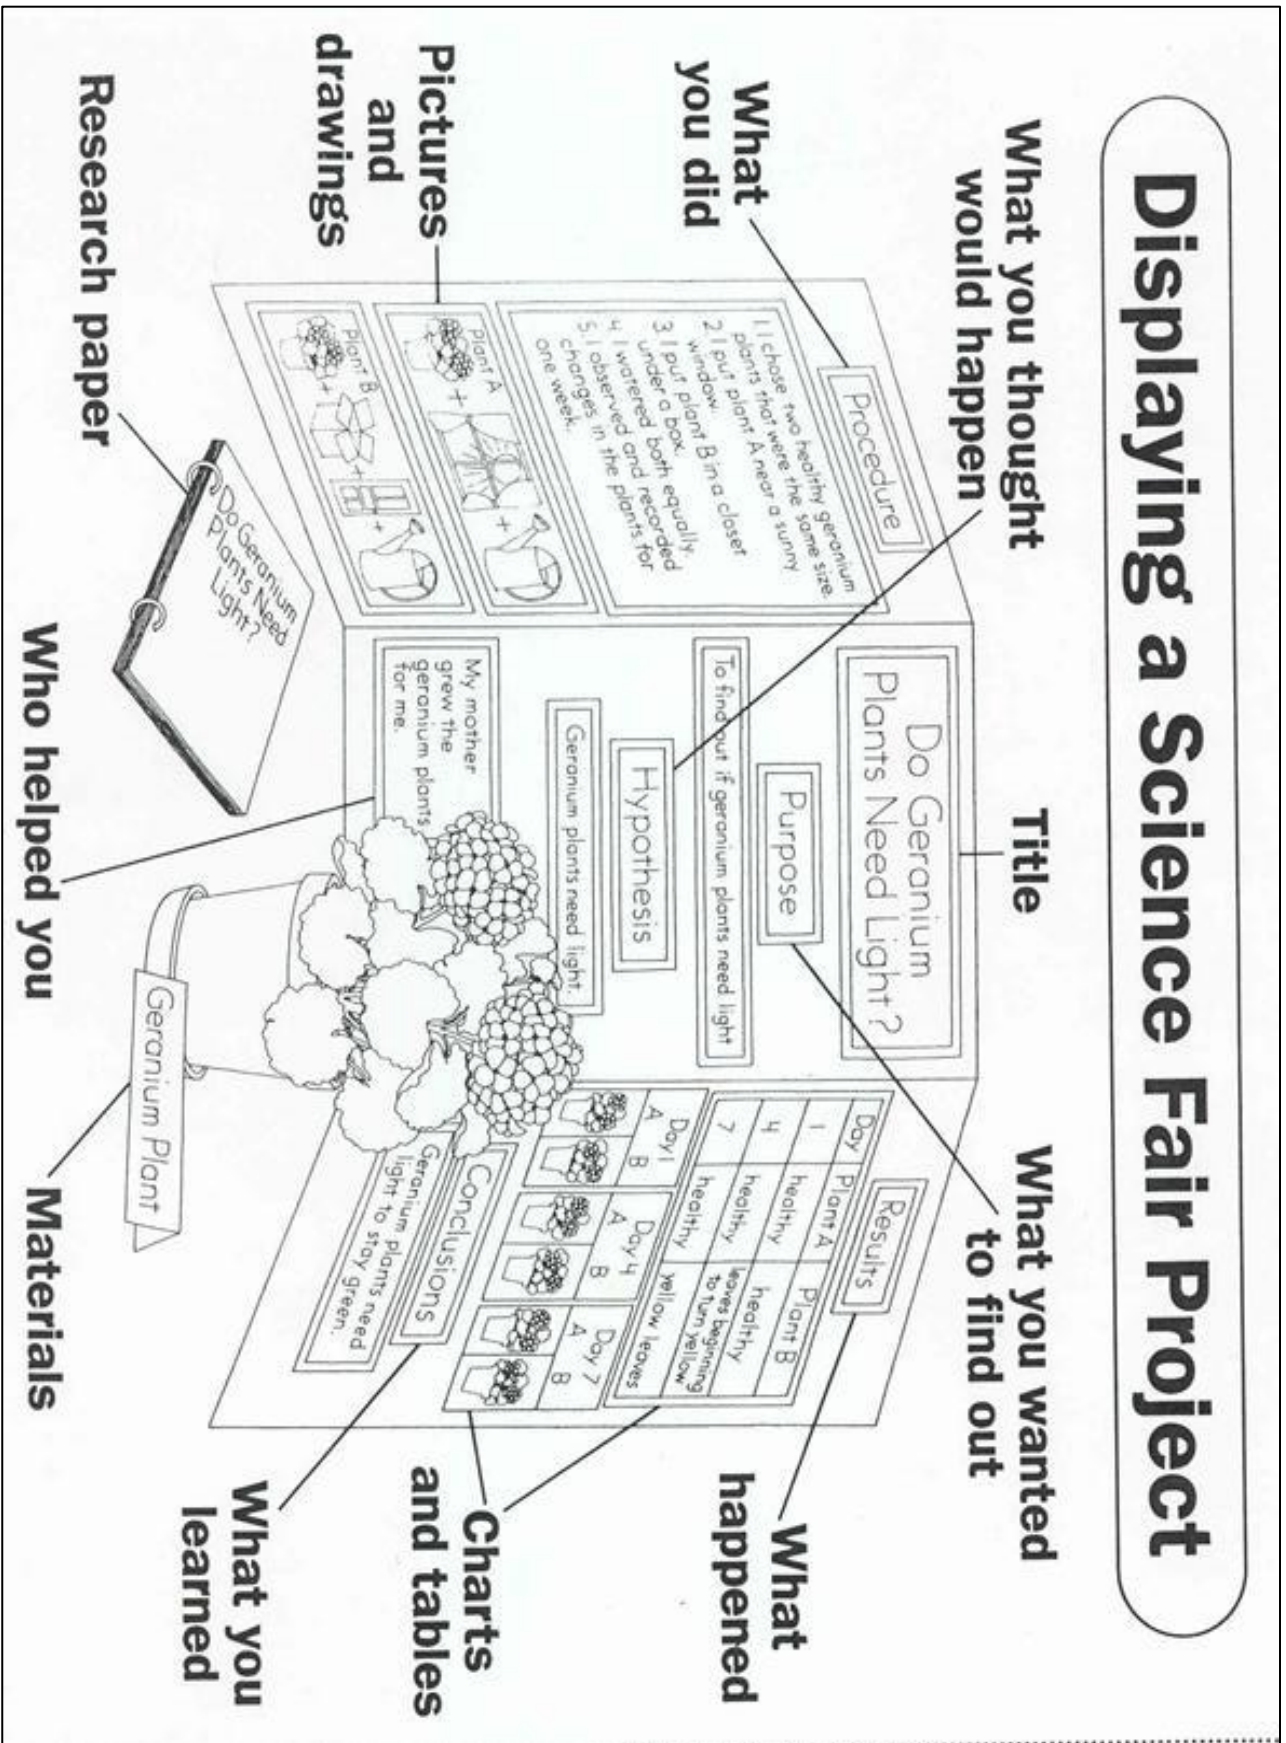 Displaying a Science Fair Project
What you thought
would happen
Title
What you wanted
to find out
What
you did
What
happened
Pictures
and
drawings
Charts
and tables
Research paper
Who helped you
Materials
What you
learned
Procedure
1. I chose two healthy geranium
plants that were the same size.
2. I put plant A near a sunny
window.
3. I put plant B in a closet
under a box.
4. I watered both equally.
5. I observed and recorded
changes in the plants for
one week.
Plant A
+
+
Plant B
+
+
+
Do Geranium
Plants Need Light?
Purpose
To find out if geranium plants need light
Hypothesis
Geranium plants need light.
My mother
grew the
geranium plants
for me.
Results
Day Plant A Plant B
1 healthy healthy
4 healthy leaves beginning
to turn yellow
7 healthy yellow leaves
Day 1 Day 4 Day 7
A B A B A B
Conclusions
Geranium plants need
light to stay green.
Do Geranium
Plants Need
Light?
Geranium Plant